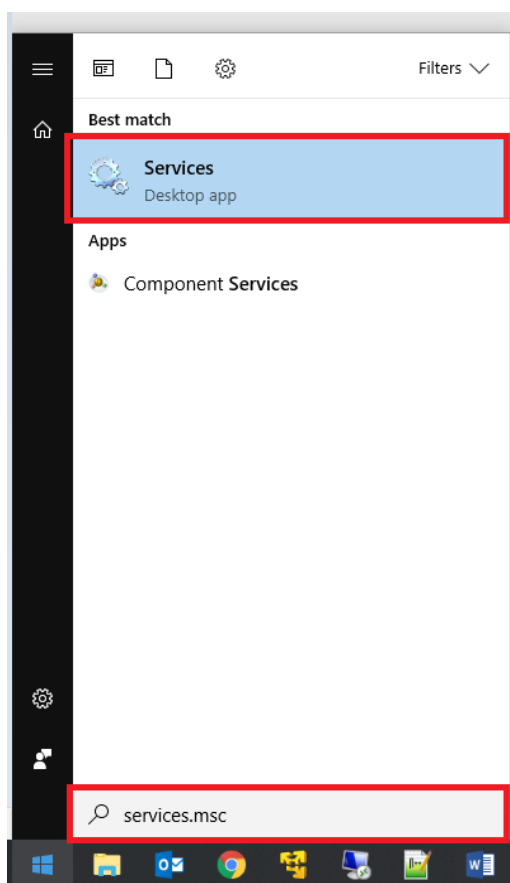 Filters
Best match
Services
Desktop app
Apps
Component Services
services.msc